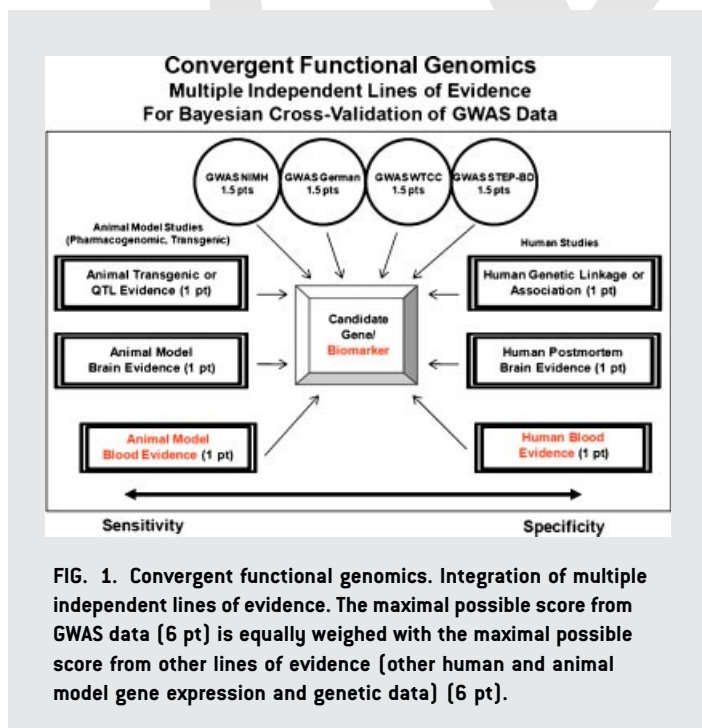 Convergent Functional Genomics
Multiple Independent Lines of Evidence
For Bayesian Cross-Validation of GWAS Data
GWAS NIMH
1.5 pts
GWAS German
1.5 pts
GWAS WTCC
1.5 pts
GWAS STEP-BD
1.5 pts
Animal Model Studies
(Pharmacogenomic, Transgenic)
Human Studies
Animal Transgenic or
QTL Evidence (1 pt)
Candidate
Gene/
Biomarker
Human Genetic Linkage or
Association (1 pt)
Animal Model
Brain Evidence (1 pt)
Human Postmortem
Brain Evidence (1 pt)
Animal Model
Blood Evidence (1 pt)
Human Blood
Evidence (1 pt)
Sensitivity
Specificity
FIG. 1. Convergent functional genomics. Integration of multiple
independent lines of evidence. The maximal possible score from
GWAS data (6 pt) is equally weighed with the maximal possible
score from other lines of evidence (other human and animal
model gene expression and genetic data) (6 pt).